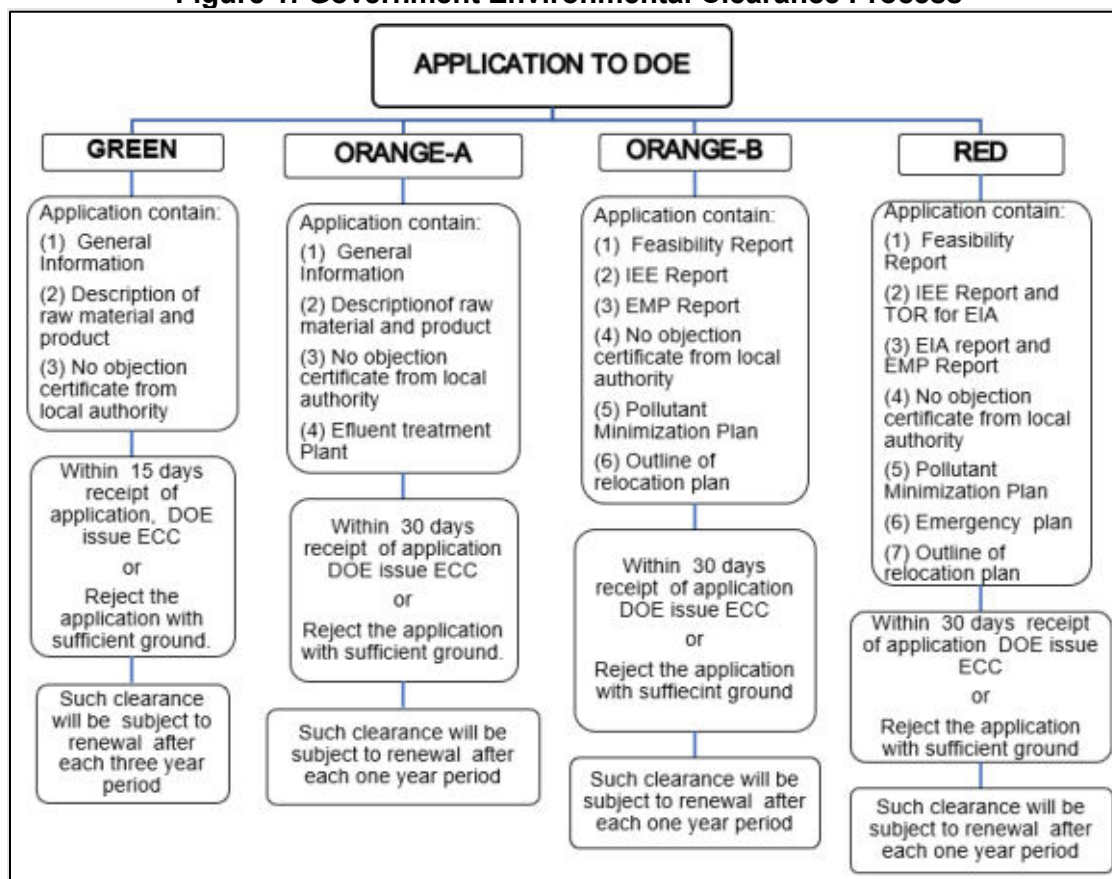 Figure 1: Government Environmental Clearance Process
APPLICATION TO DOE
GREEN
Application contain:
(1) General
Information
(2) Description of
raw material and
product
(3) No objection
certificate from
local authority
Within 15 days
receipt of
application, DOE
issue ECC
or
Reject the
application with
sufficient ground.
Such clearance
will be subject to
renewal after
each three year
period
ORANGE-A
Application contain:
(1) General
Information
(2) Descriptionof raw
material and product
(3) No objection
certificate from local
authority
(4) Efluent treatment
Plant
Within 30 days
receipt of application
DOE issue ECC
or
Reject the application
with sufficient ground.
Such clearance will be
subject to renewal after
each one year period
ORANGE-B
Application contain:
(1) Feasibility Report
(2) IEE Report
(3) EMP Report
(4) No objection
certificate from local
authority
(5) Pollutant
Minimization Plan
(6) Outline of
relocation plan
Within 30 days
receipt of application
DOE issue ECC
or
Reject the application
with suffiecint ground
Such clearance will be
subject to renewal after
each one year period
RED
Application contain:
(1) Feasibility
Report
(2) IEE Report and
TOR for EIA
(3) EIA report and
EMP Report
(4) No objection
certificate from local
authority
(5) Pollutant
Minimization Plan
(6) Emergency plan
(7) Outline of
relocation plan
Within 30 days receipt
of application DOE issue
ECC
or
Reject the application
with sufficient ground
Such clearance will be
subject to renewal after
each one year period